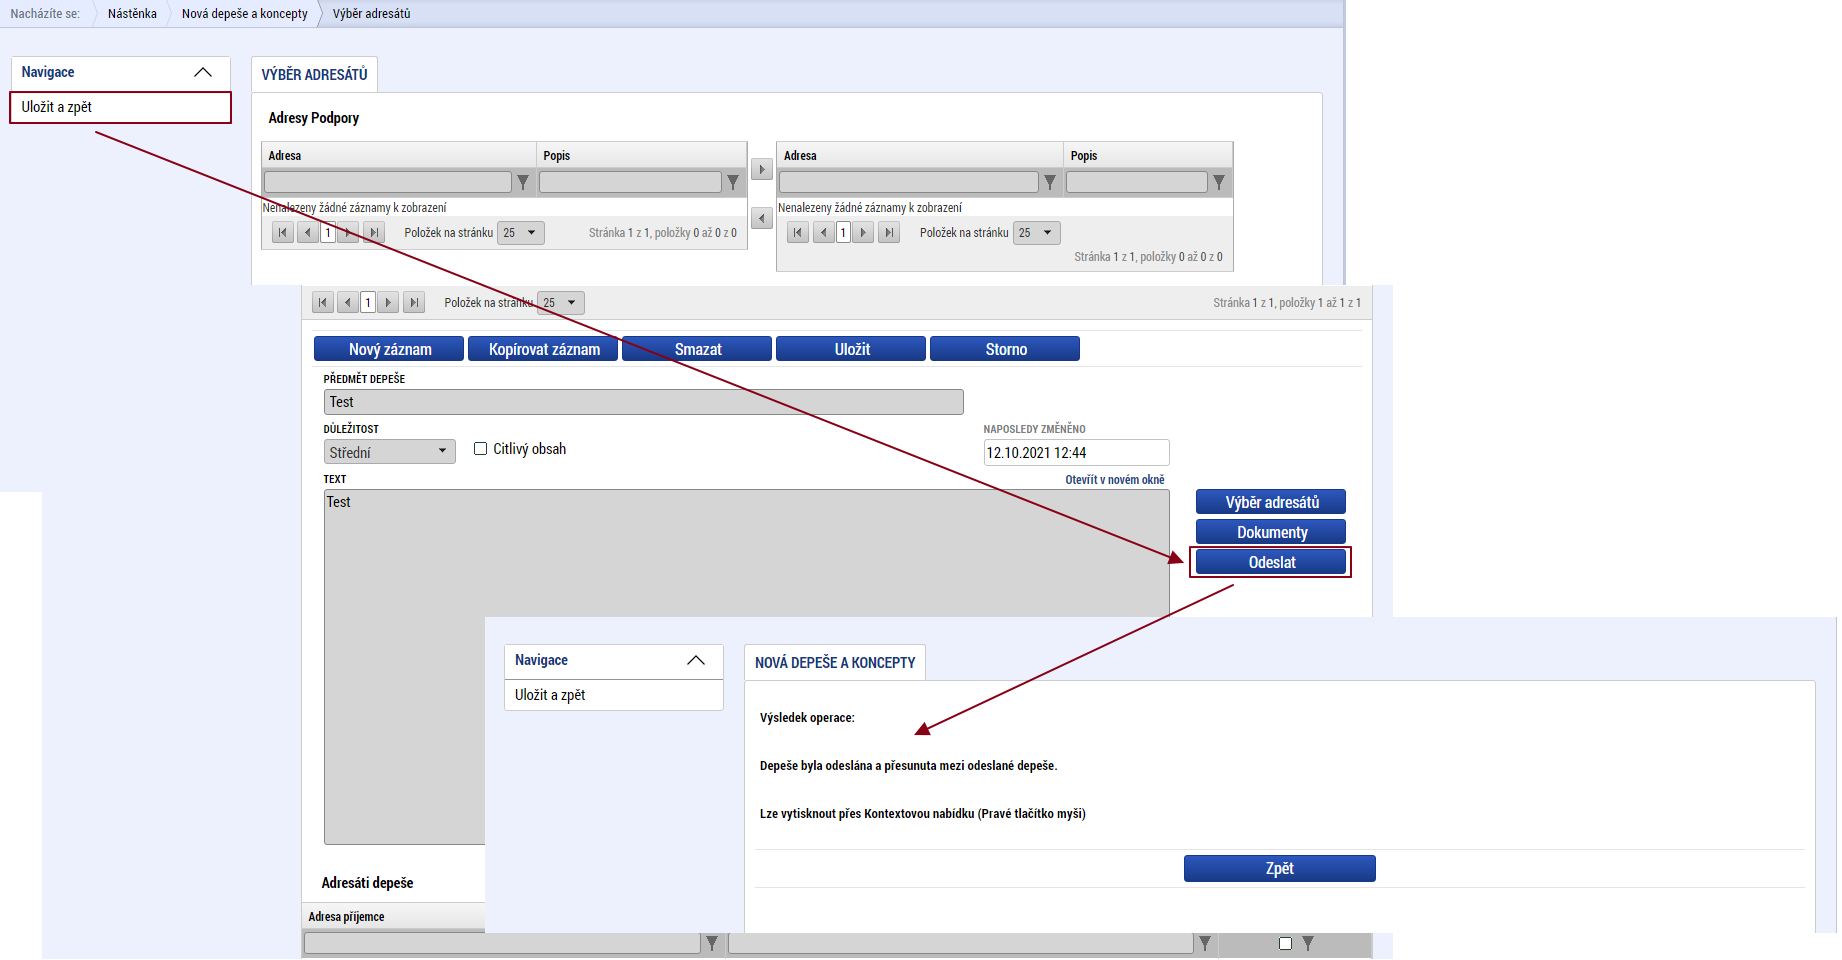 Nacházíte se: Nástěnka Nová depeše a koncepty Výběr adresátů
Navigace
Uložit a zpět
VÝBĚR ADRESÁTŮ
Adresy Podpory
Adresa Popis
Nenalezeny žádné záznamy k zobrazení
1 Položek na stránku 25 Stránka 1 z 1, položky 0 až 0 z 0
Adresa Popis
Nenalezeny žádné záznamy k zobrazení
1 Položek na stránku 25
Stránka 1 z 1, položky 0 až 0 z 0
1 Položek na stránku 25 Stránka 1 z 1, položky 1 až 1 z 1
Nový záznam Kopírovat záznam Smazat Uložit Storno
PŘEDMĚT DEPEŠE
Test
DŮLEŽITOST NAPOSLEDY ZMĚNĚNO
Střední Citlivý obsah 12.10.2021 12:44
TEXT Otevřít v novém okně
Test
Výběr adresátů
Dokumenty
Odeslat
Adresáti depeše
Adresa příjemce
Navigace
Uložit a zpět
NOVÁ DEPEŠE A KONCEPTY
Výsledek operace:
Depeše byla odeslána a přesunuta mezi odeslané depeše.
Lze vytisknout přes Kontextovou nabídku (Pravé tlačítko myši)
Zpět